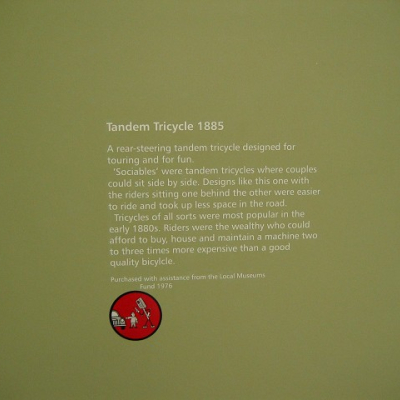 Tandem Tricycle 1885
A rear-steering tandem tricycle designed for
touring and for fun.
'Sociables' were tandem tricycles where couples
could sit side by side. Designs like this one with
the riders sitting one behind the other were easier
to ride and took up less space in the road.
Tricycles of all sorts were most popular in the
early 1880s. Riders were the wealthy who could
afford to buy, house and maintain a machine two
to three times more expensive than a good
quality bicylcle.
Purchased with assistance from the Local Museums
Fund 1976